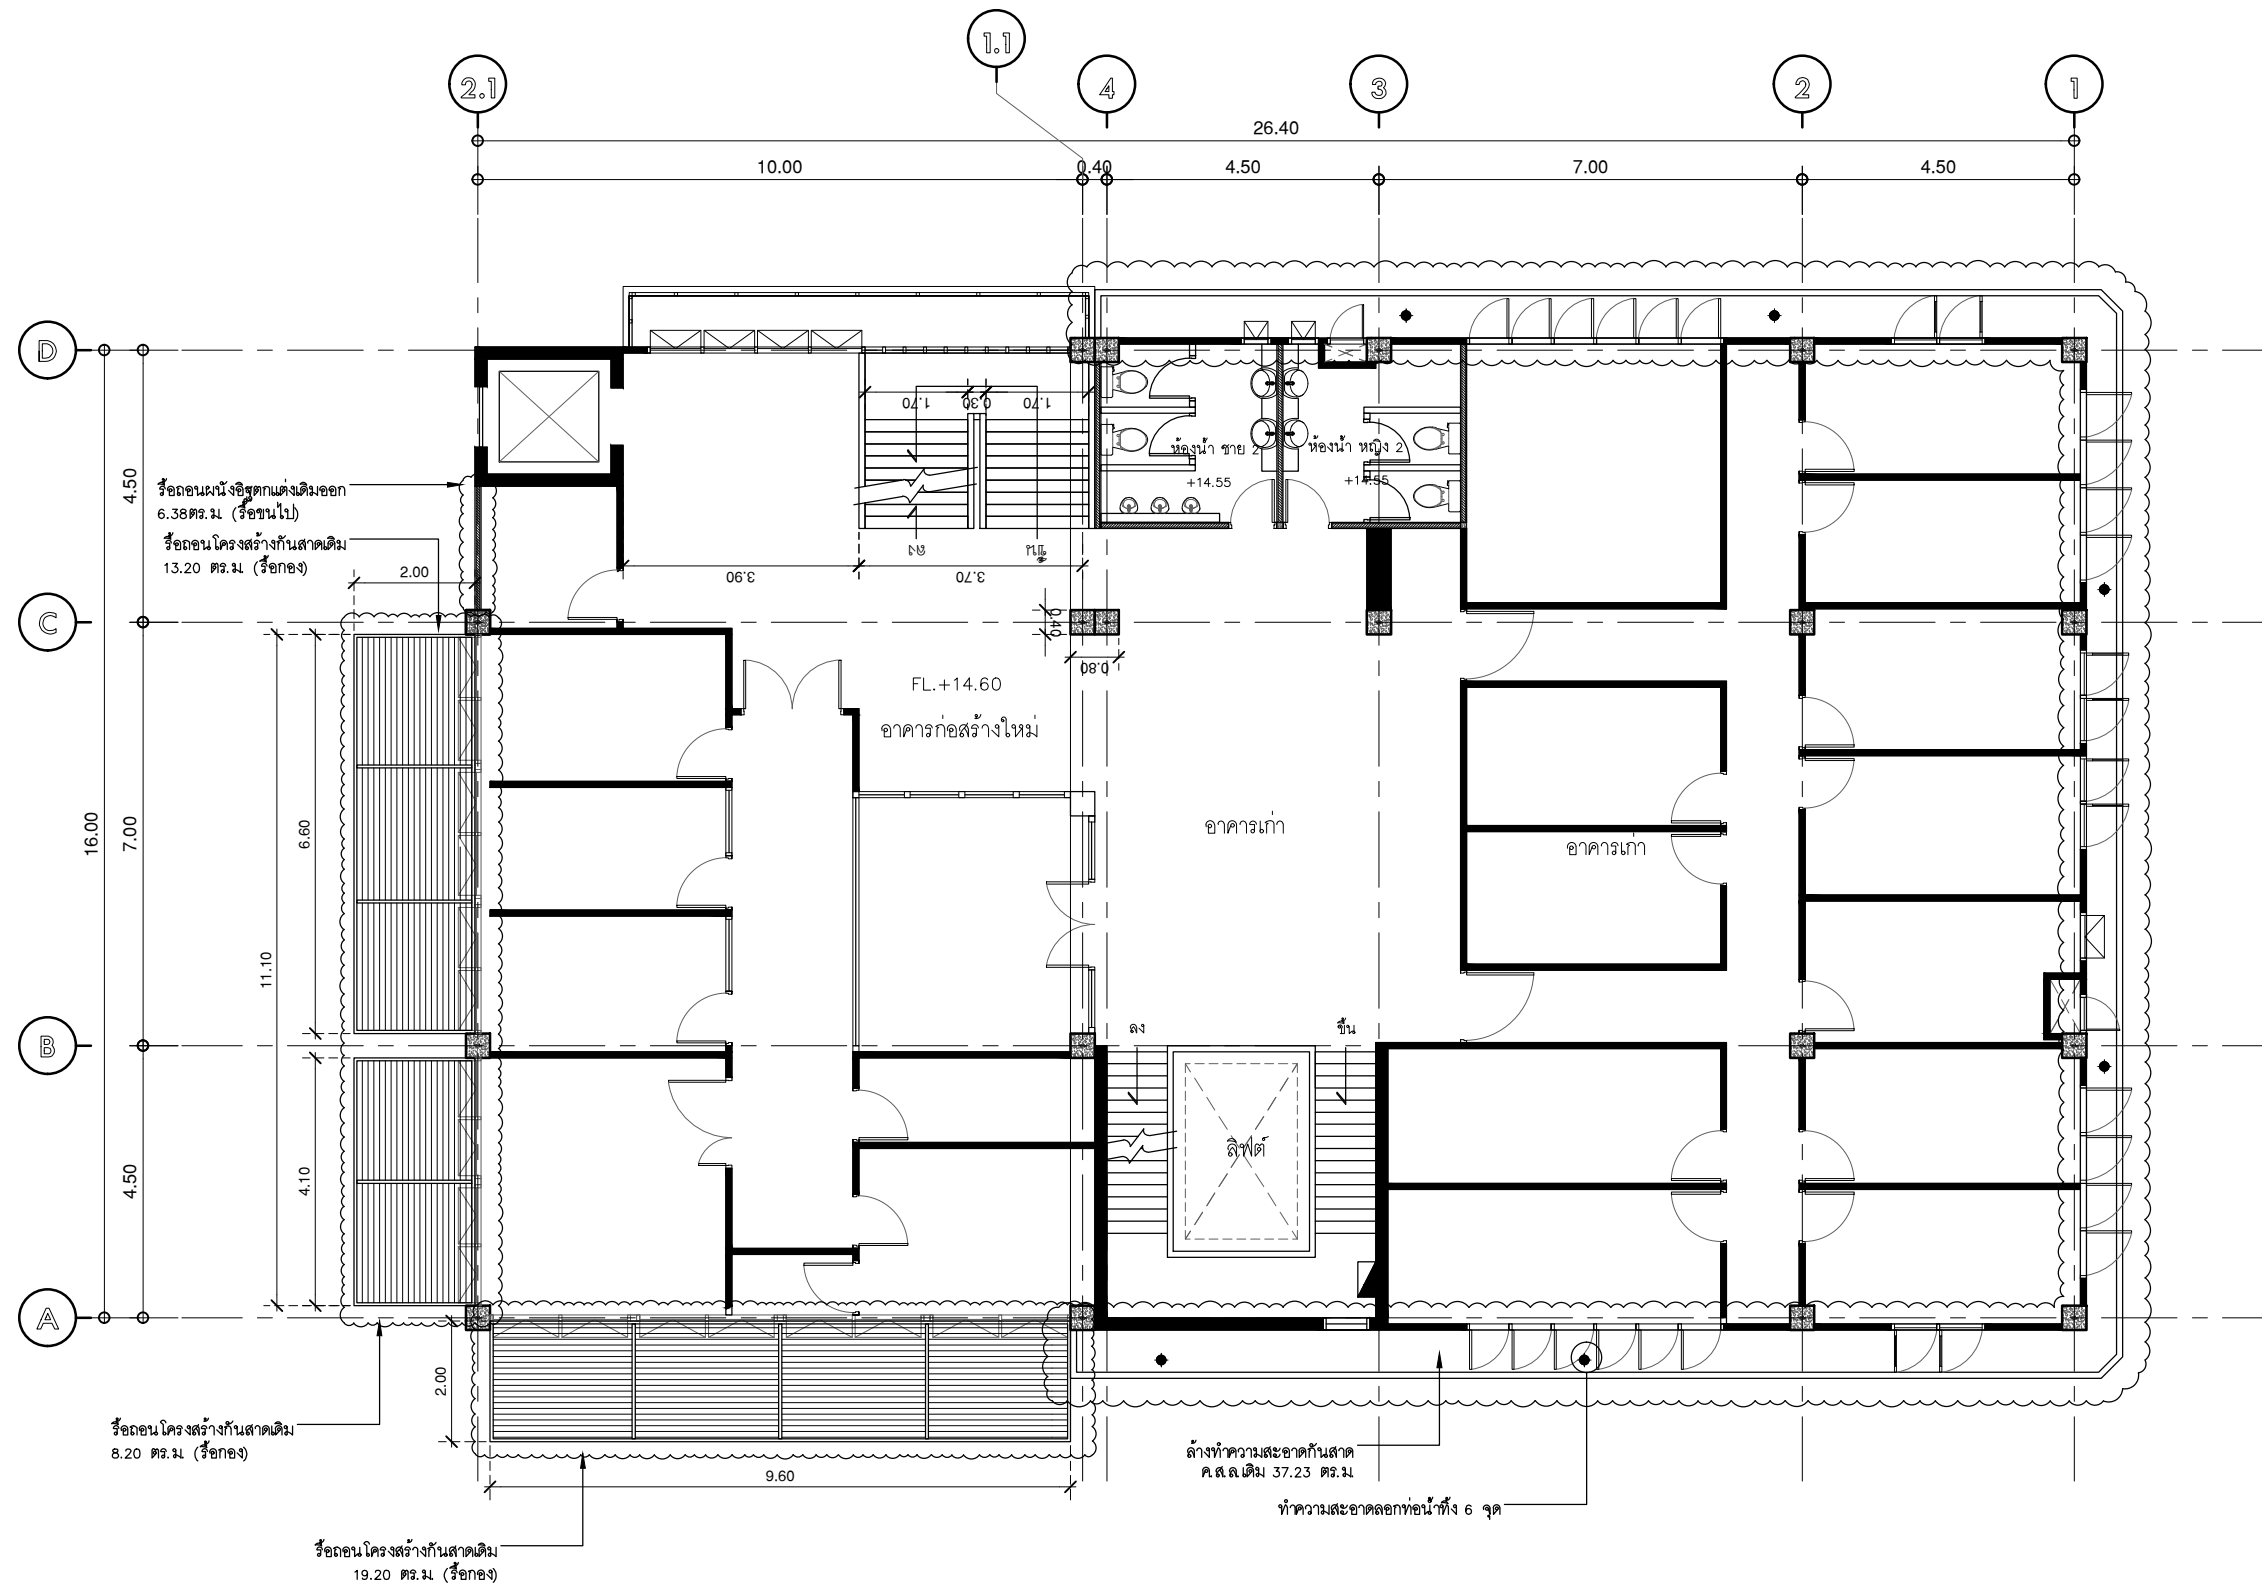 1.1
2.1
4
3
2
1
26.40
10.00
0.40
4.50
7.00
4.50
D
C
B
A
4.50
16.00
7.00
4.50
รื้อถอนผนังอิฐตกแต่งเดิมออก
6.38ตร.ม. (รื้อขนไป)
รื้อถอนโครงสร้างกันสาดเดิม
13.20 ตร.ม. (รื้อกอง)
2.00
1.70
0.30
1.70
ลง
ขึ้น
3.90
3.70
ห้องน้ำ ชาย 2
+14.55
ห้องน้ำ หญิง 2
+14.55
0.40
0.80
FL.+14.60
อาคารก่อสร้างใหม่
อาคารเก่า
อาคารเก่า
6.60
11.10
4.10
ลง
ขึ้น
ลิฟต์
2.00
9.60
รื้อถอนโครงสร้างกันสาดเดิม
8.20 ตร.ม. (รื้อกอง)
ล้างทำความสะอาดกันสาด
ค.ส.ล.เดิม 37.23 ตร.ม.
ทำความสะอาดลอกท่อน้ำทิ้ง 6 จุด
รื้อถอนโครงสร้างกันสาดเดิม
19.20 ตร.ม. (รื้อกอง)